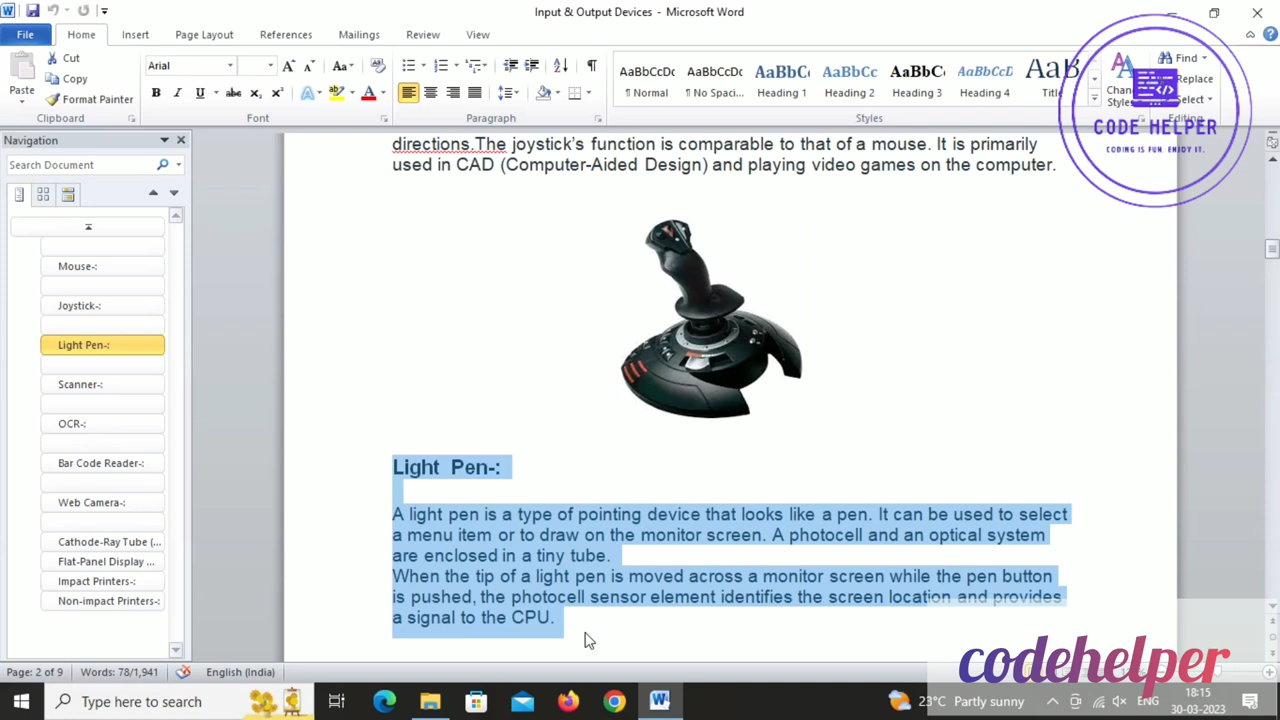 Input & Output Devices - Microsoft Word
File Home Insert Page Layout References Mailings Review View
Paste
Cut
Copy
Format Painter
Clipboard
Arial
Aa
B I U abc x₂ x²
A ab A
Font
Paragraph
AaBbCcDc AaBbCcDc AaBbC AaBbCc AaBbCc AaBbCc AaB
¶ Normal ¶ No Spaci... Heading 1 Heading 2 Heading 3 Heading 4 Title
Styles
Styles
Find
Replace
Select
Editing
CODE HELPER
CODING IS FUN. ENJOY IT.
Navigation
Search Document
Mouse-:
Joystick-:
Light Pen-:
Scanner-:
OCR-:
Bar Code Reader-:
Web Camera-:
Cathode-Ray Tube (...
Flat-Panel Display ...
Impact Printers-:
Non-impact Printers-:
directions.The joystick's function is comparable to that of a mouse. It is primarily
used in CAD (Computer-Aided Design) and playing video games on the computer.
Light Pen-:
A light pen is a type of pointing device that looks like a pen. It can be used to select
a menu item or to draw on the monitor screen. A photocell and an optical system
are enclosed in a tiny tube.
When the tip of a light pen is moved across a monitor screen while the pen button
is pushed, the photocell sensor element identifies the screen location and provides
a signal to the CPU.
codehelper
Page: 2 of 9 Words: 78/1,941 English (India)
Type here to search
23°C Partly sunny
ENG
18:15
30-03-2023